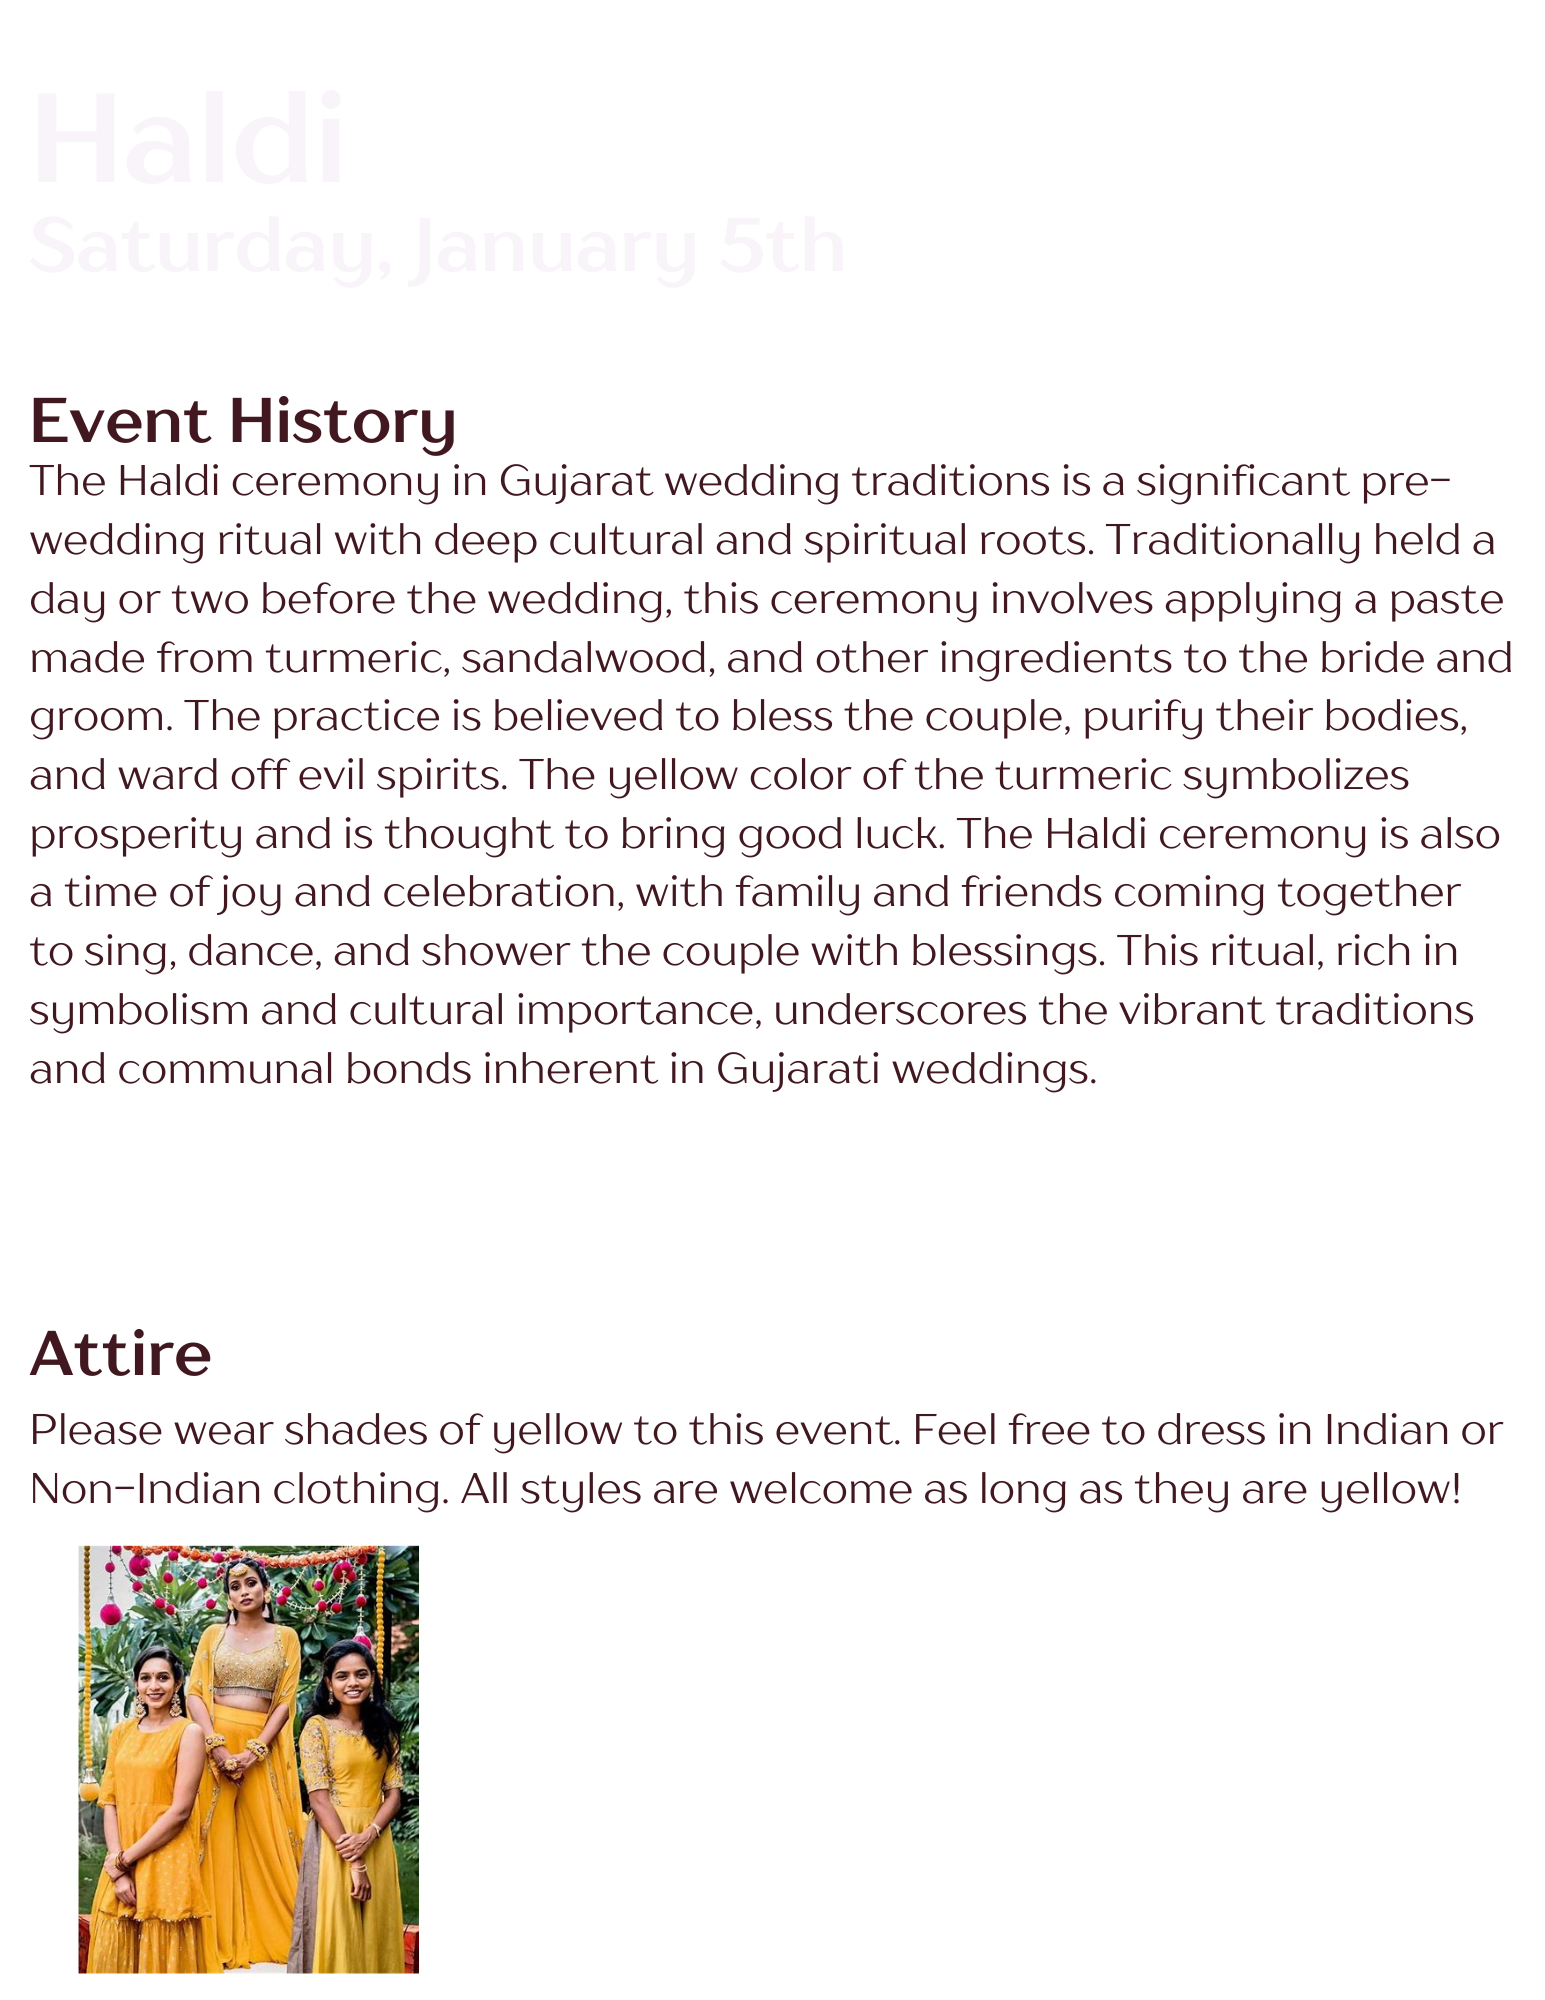 Haldi
Saturday, January 5th
Event History
The Haldi ceremony in Gujarat wedding traditions is a significant pre-
wedding ritual with deep cultural and spiritual roots. Traditionally held a
day or two before the wedding, this ceremony involves applying a paste
made from turmeric, sandalwood, and other ingredients to the bride and
groom. The practice is believed to bless the couple, purify their bodies,
and ward off evil spirits. The yellow color of the turmeric symbolizes
prosperity and is thought to bring good luck. The Haldi ceremony is also
a time of joy and celebration, with family and friends coming together
to sing, dance, and shower the couple with blessings. This ritual, rich in
symbolism and cultural importance, underscores the vibrant traditions
and communal bonds inherent in Gujarati weddings.
Attire
Please wear shades of yellow to this event. Feel free to dress in Indian or
Non-Indian clothing. All styles are welcome as long as they are yellow!